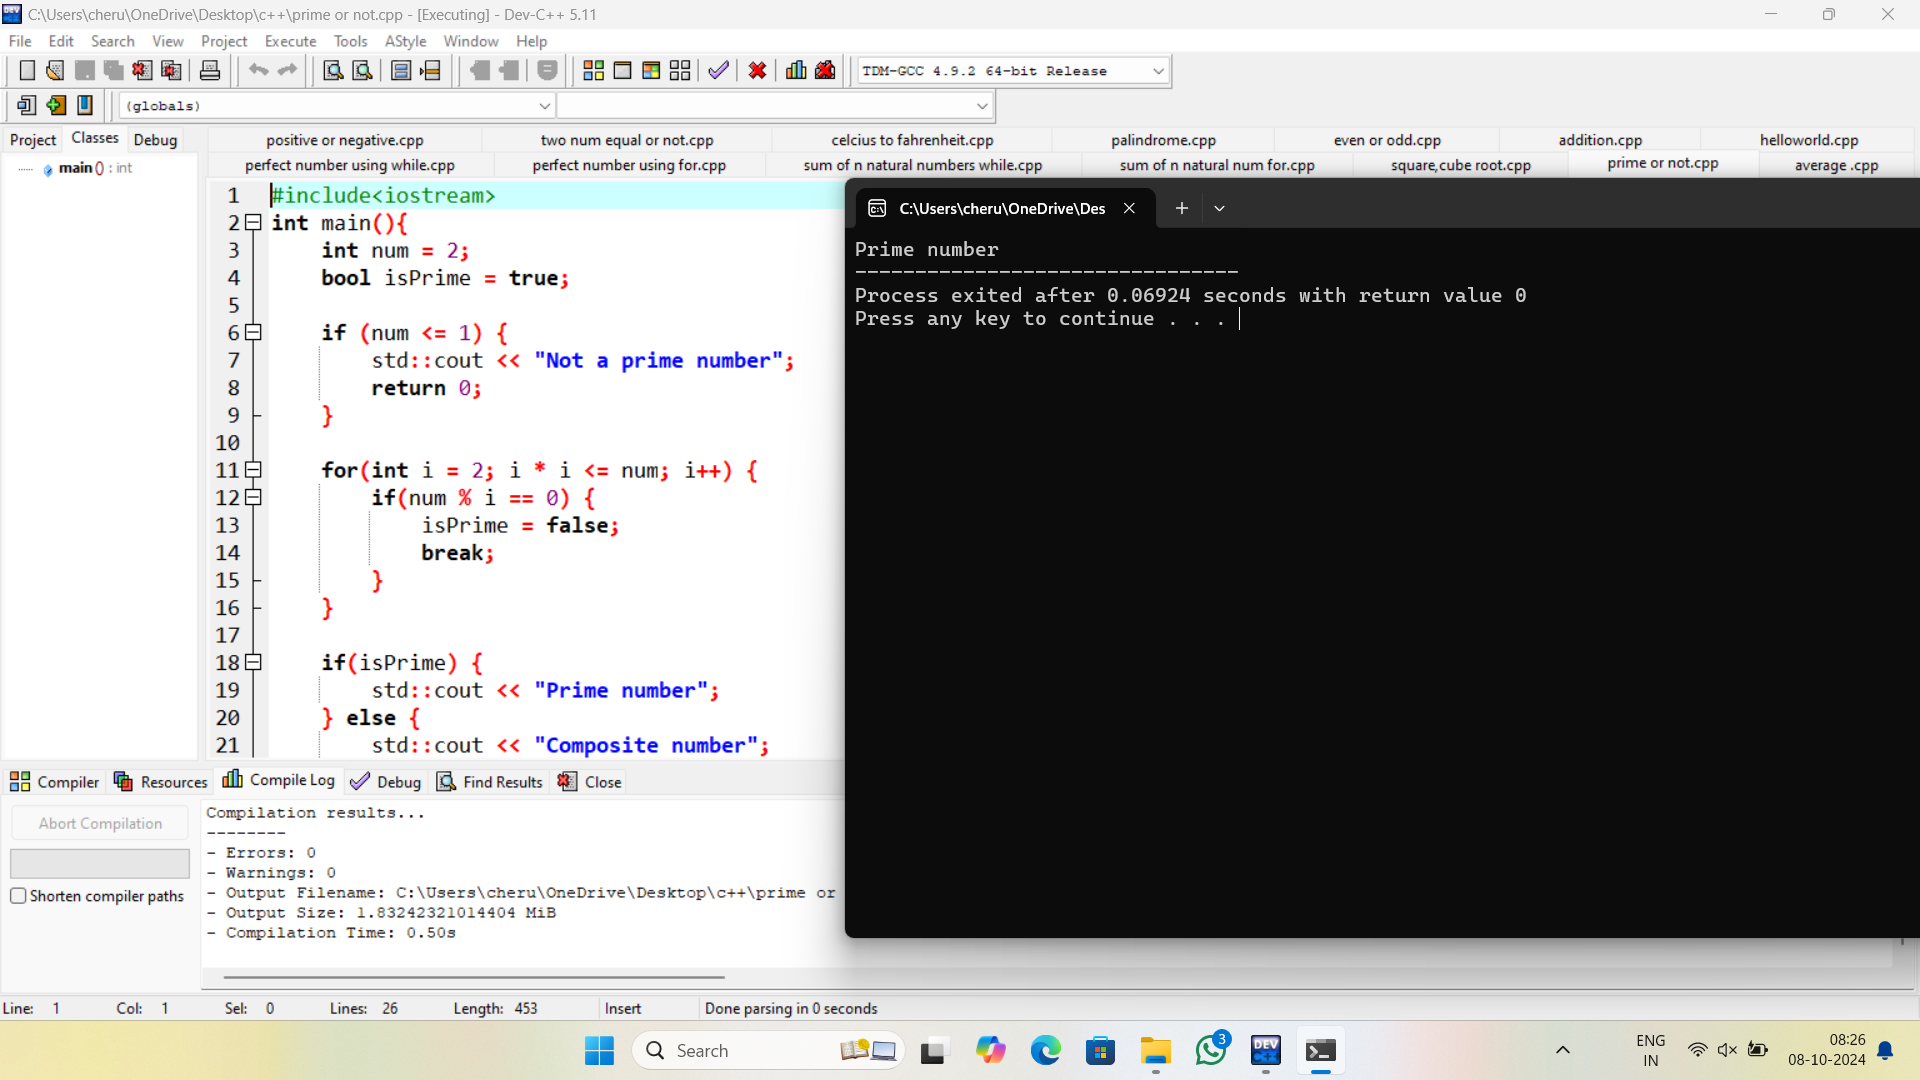 C:\Users\cheru\OneDrive\Desktop\c++\prime or not.cpp - [Executing] - Dev-C++ 5.11
File Edit Search View Project Execute Tools AStyle Window Help
TDM-GCC 4.9.2 64-bit Release
(globals)
Project Classes Debug
positive or negative.cpp two num equal or not.cpp celcius to fahrenheit.cpp palindrome.cpp even or odd.cpp addition.cpp helloworld.cpp
perfect number using while.cpp perfect number using for.cpp sum of n natural numbers while.cpp sum of n natural num for.cpp square,cube root.cpp prime or not.cpp average .cpp
main () : int
1 #include<iostream>
2 int main(){
3 int num = 2;
4 bool isPrime = true;
5
6 if (num <= 1) {
7 std::cout << "Not a prime number";
8 return 0;
9 }
10
11 for(int i = 2; i * i <= num; i++) {
12 if(num % i == 0) {
13 isPrime = false;
14 break;
15 }
16 }
17
18 if(isPrime) {
19 std::cout << "Prime number";
20 } else {
21 std::cout << "Composite number";
C:\Users\cheru\OneDrive\Des
Prime number
--------------------------------
Process exited after 0.06924 seconds with return value 0
Press any key to continue . . .
Compiler Resources Compile Log Debug Find Results Close
Abort Compilation
Shorten compiler paths
Compilation results...
--------
- Errors: 0
- Warnings: 0
- Output Filename: C:\Users\cheru\OneDrive\Desktop\c++\prime or
- Output Size: 1.83242321014404 MiB
- Compilation Time: 0.50s
Line: 1 Col: 1 Sel: 0 Lines: 26 Length: 453 Insert Done parsing in 0 seconds
Search
DEV C++
3
ENG
IN
08:26
08-10-2024